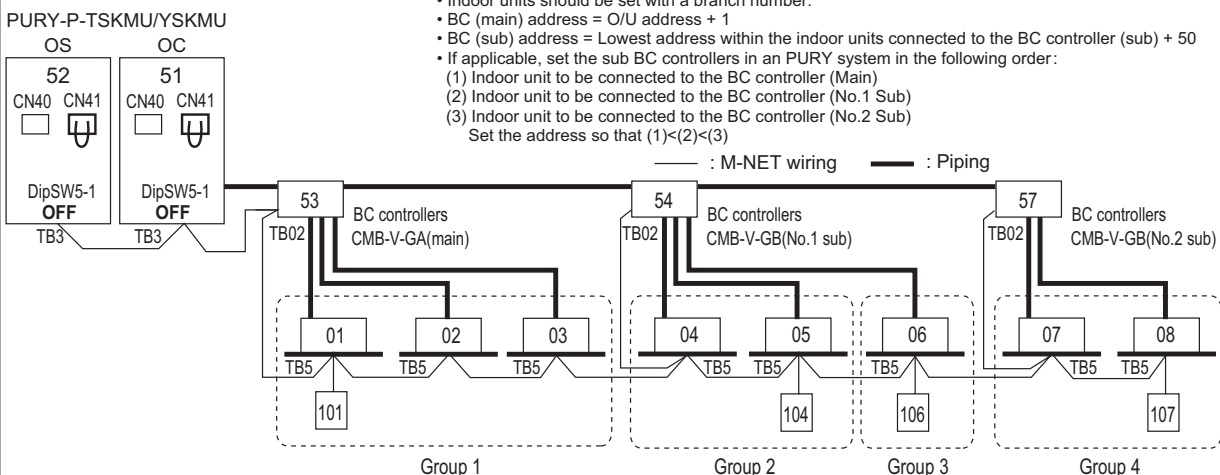 • Indoor units should be set with a branch number.
• BC (main) address = O/U address + 1
• BC (sub) address = Lowest address within the indoor units connected to the BC controller (sub) + 50
• If applicable, set the sub BC controllers in an PURY system in the following order:
(1) Indoor unit to be connected to the BC controller (Main)
(2) Indoor unit to be connected to the BC controller (No.1 Sub)
(3) Indoor unit to be connected to the BC controller (No.2 Sub)
Set the address so that (1)<(2)<(3)
PURY-P-TSKMU/YSKMU
OS OC
52 51
CN40 CN41 CN40 CN41
DipSW5-1 DipSW5-1
OFF OFF
TB3 TB3
: M-NET wiring : Piping
53 54 57
BC controllers BC controllers BC controllers
CMB-V-GA(main) CMB-V-GB(No.1 sub) CMB-V-GB(No.2 sub)
TB02 TB02 TB02
01 02 03 04 05 06 07 08
TB5 TB5 TB5 TB5 TB5 TB5 TB5 TB5
101 104 106 107
Group 1 Group 2 Group 3 Group 4